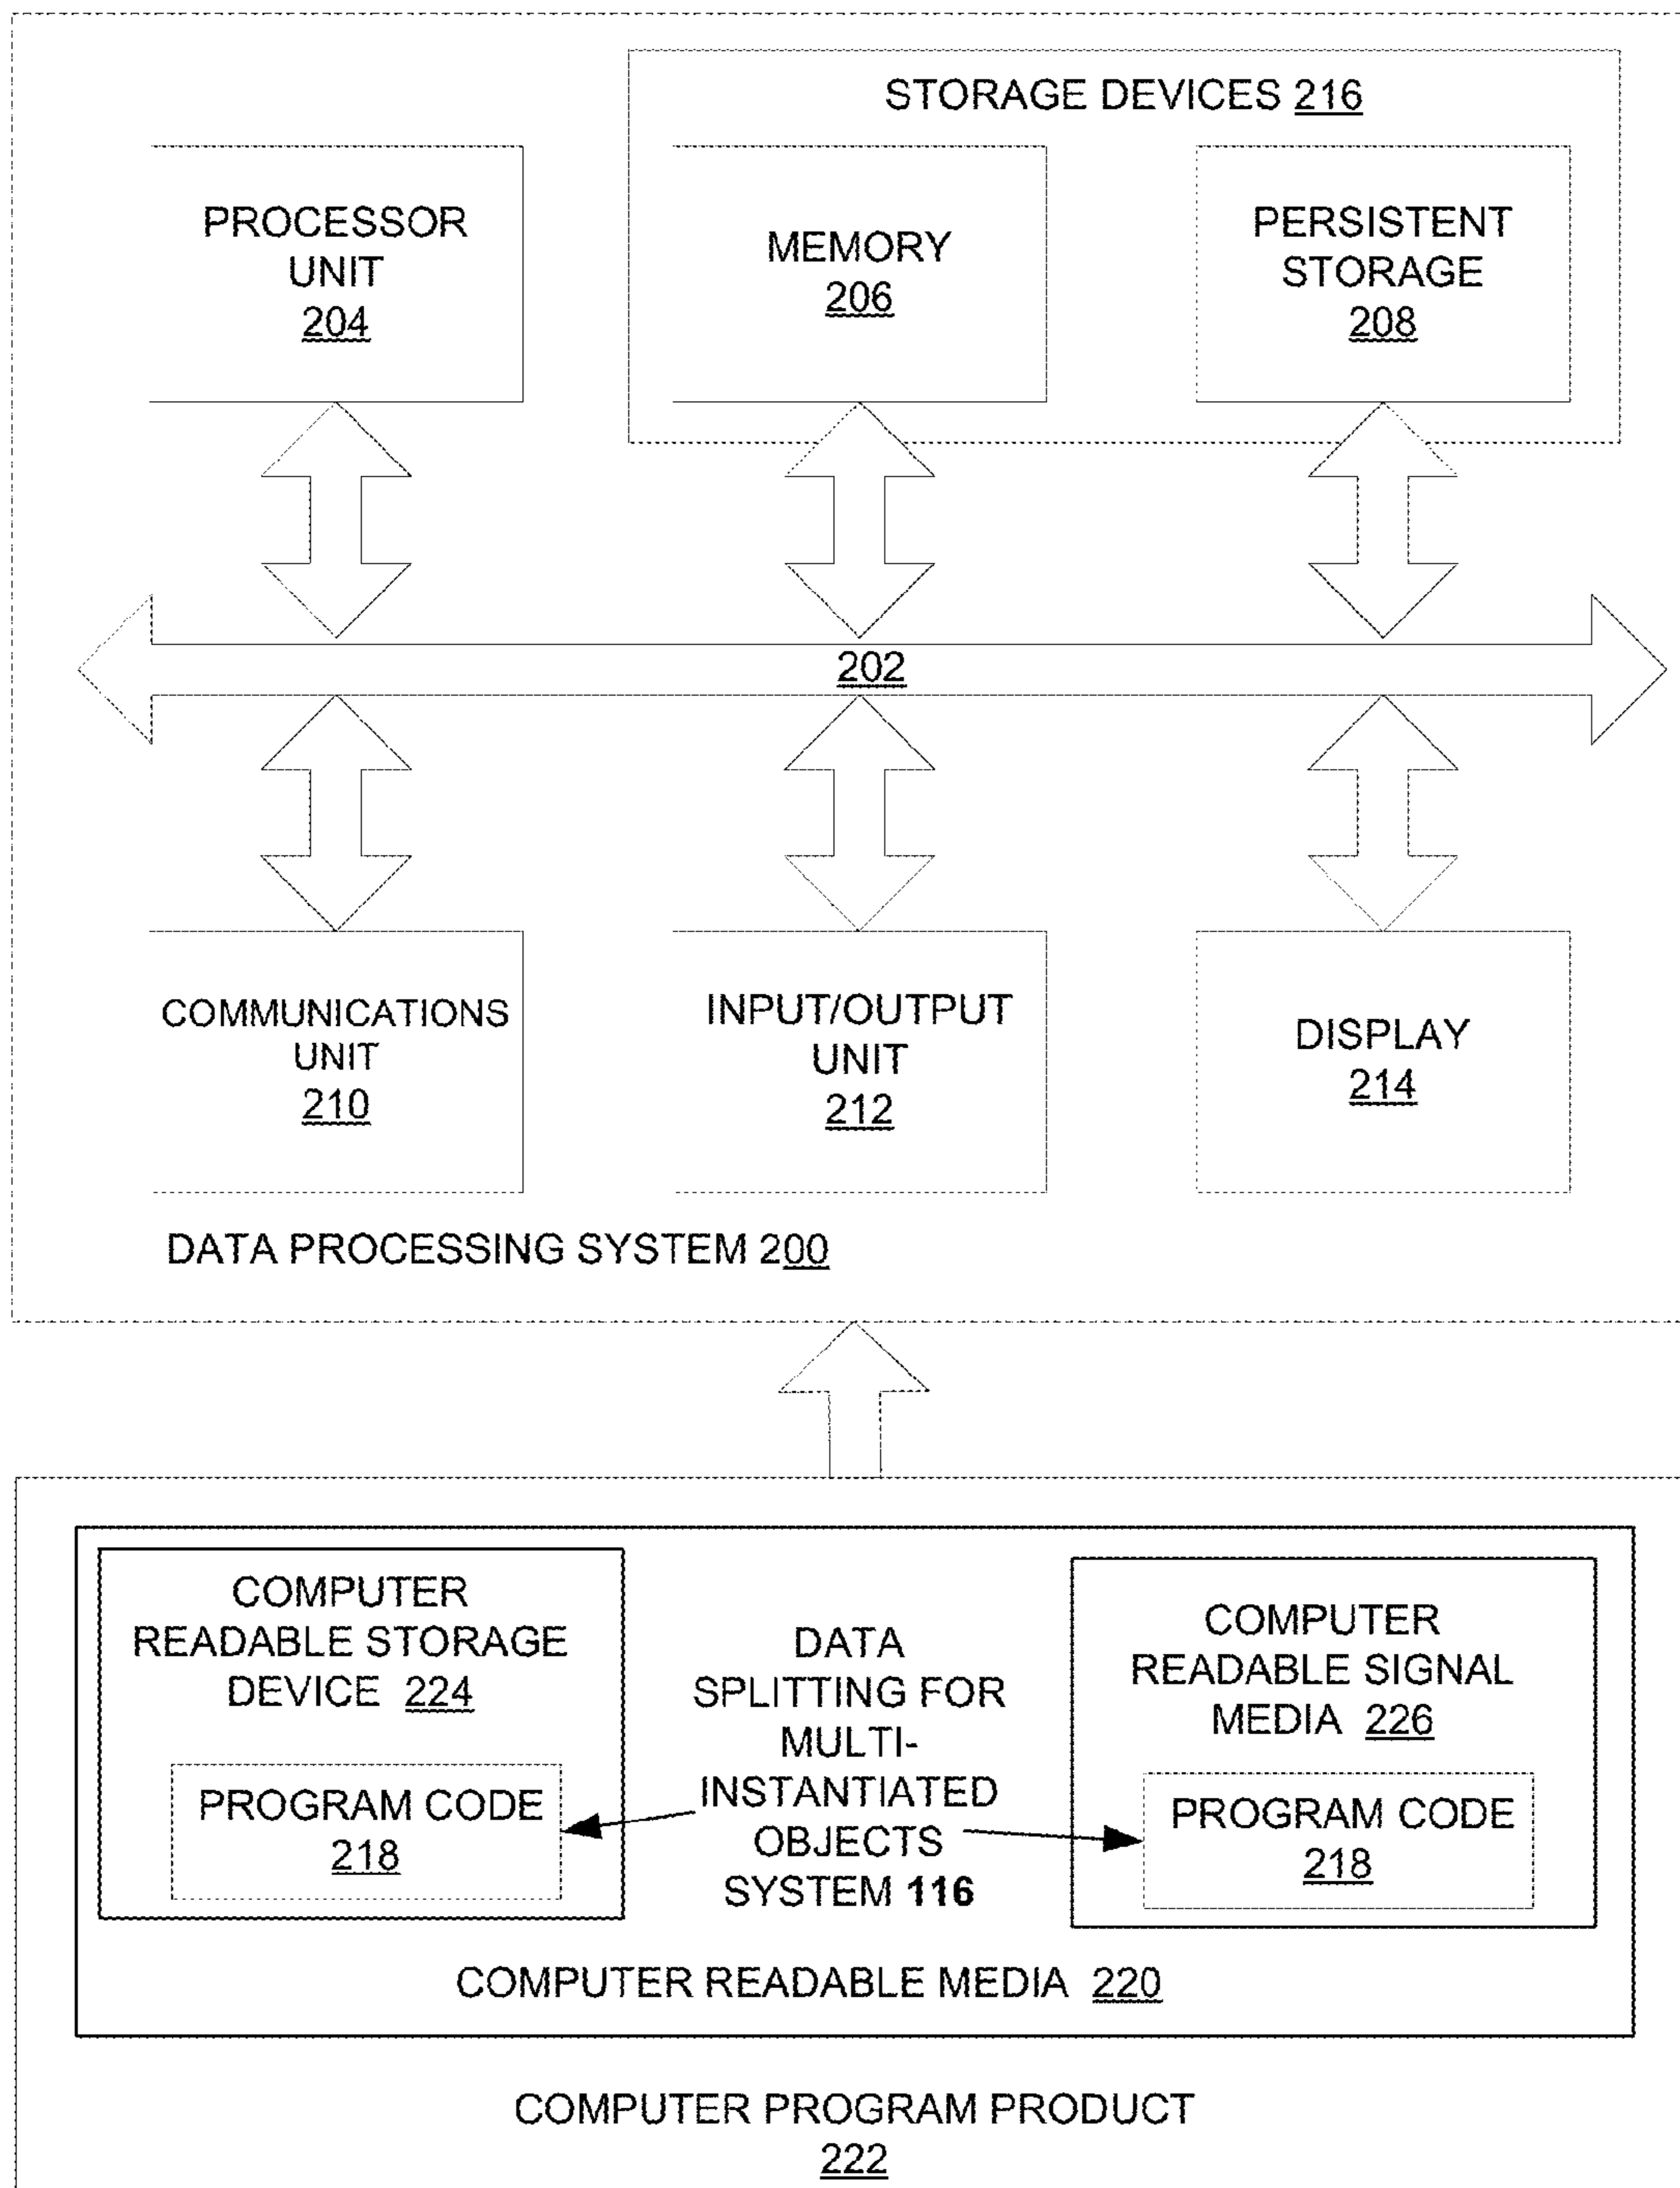 STORAGE DEVICES 216
PROCESSOR
UNIT
204
MEMORY
206
PERSISTENT
STORAGE
208
202
COMMUNICATIONS
UNIT
210
INPUT/OUTPUT
UNIT
212
DISPLAY
214
DATA PROCESSING SYSTEM 200
COMPUTER
READABLE STORAGE
DEVICE 224
PROGRAM CODE
218
DATA
SPLITTING FOR
MULTI-
INSTANTIATED
OBJECTS
SYSTEM 116
COMPUTER
READABLE SIGNAL
MEDIA 226
PROGRAM CODE
218
COMPUTER READABLE MEDIA 220
COMPUTER PROGRAM PRODUCT
222